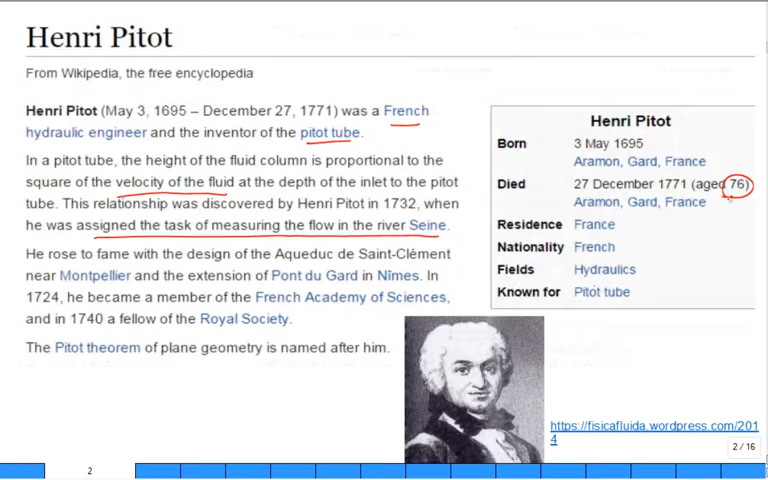 Henri Pitot
From Wikipedia, the free encyclopedia
Henri Pitot (May 3, 1695 – December 27, 1771) was a French
hydraulic engineer and the inventor of the pitot tube.
In a pitot tube, the height of the fluid column is proportional to the
square of the velocity of the fluid at the depth of the inlet to the pitot
tube. This relationship was discovered by Henri Pitot in 1732, when
he was assigned the task of measuring the flow in the river Seine.
He rose to fame with the design of the Aqueduc de Saint-Clément
near Montpellier and the extension of Pont du Gard in Nîmes. In
1724, he became a member of the French Academy of Sciences,
and in 1740 a fellow of the Royal Society.
The Pitot theorem of plane geometry is named after him.
Henri Pitot
Born 3 May 1695
Aramon, Gard, France
Died 27 December 1771 (aged 76)
Aramon, Gard, France
Residence France
Nationality French
Fields Hydraulics
Known for Pitot tube
https://fisicafluida.wordpress.com/201
4
2 / 16
2